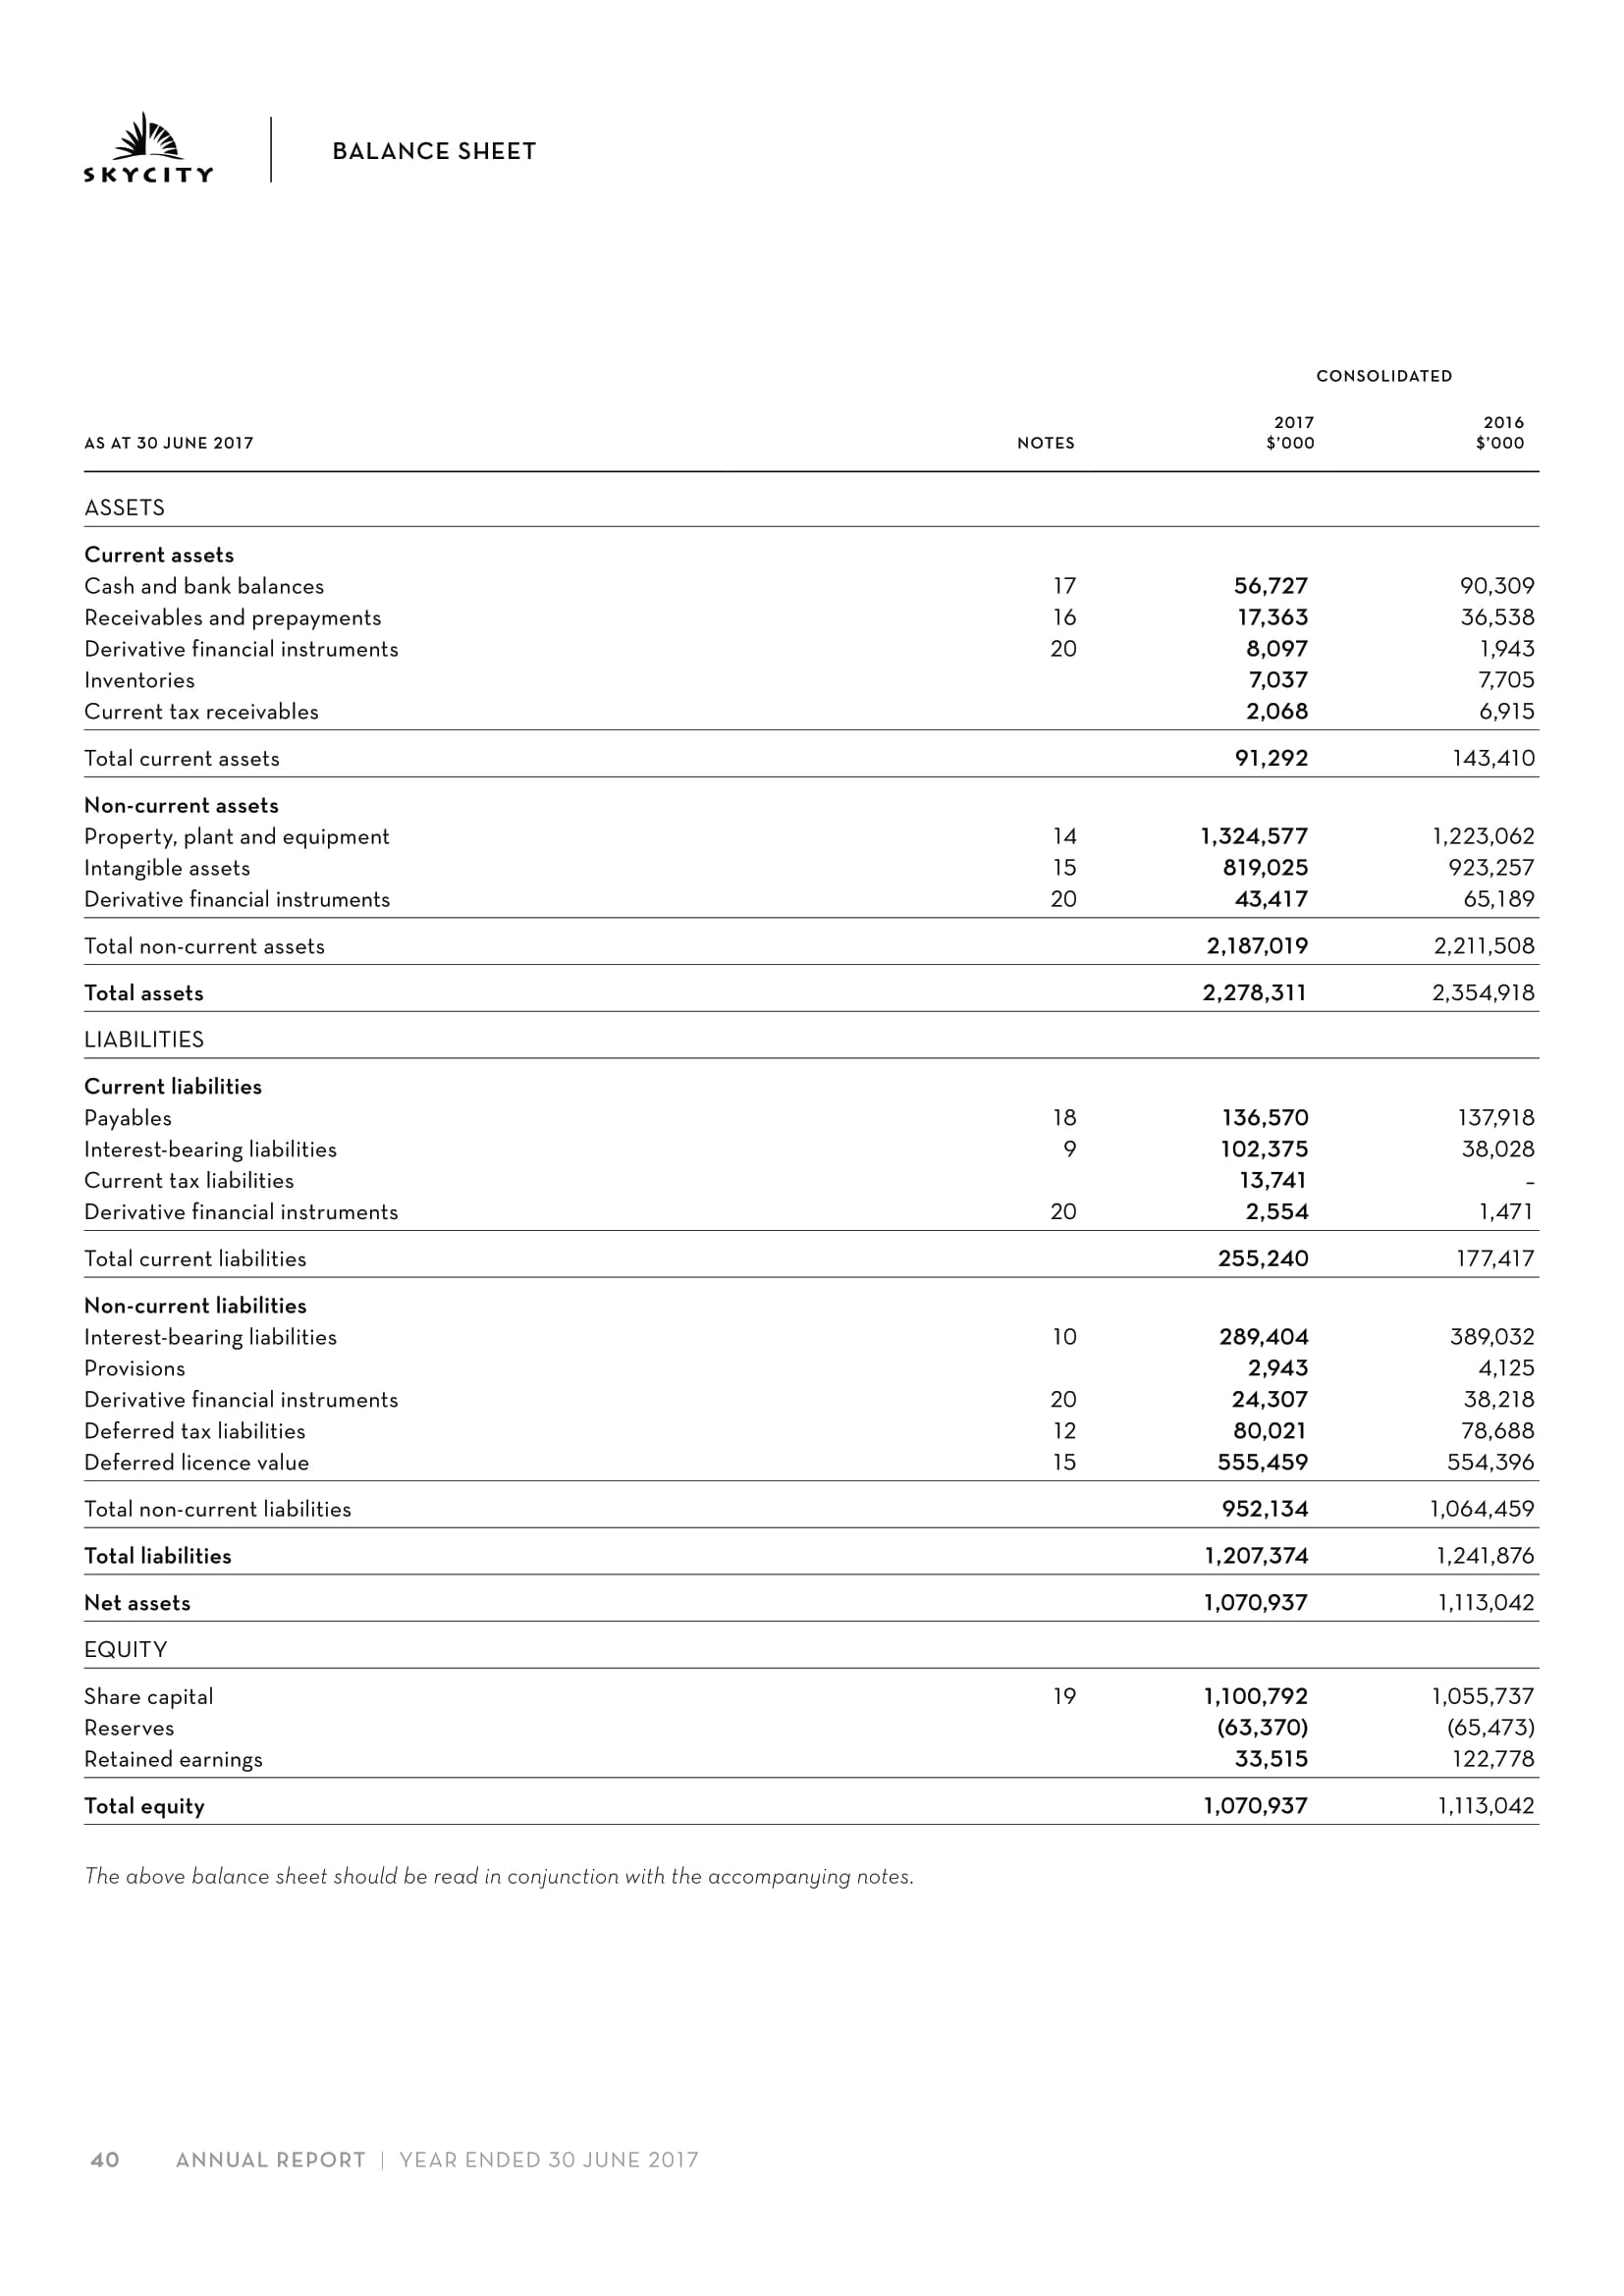 SKYCITY
BALANCE SHEET
CONSOLIDATED
2017 2016
AS AT 30 JUNE 2017 NOTES $'000 $'000
ASSETS
Current assets
Cash and bank balances 17 56,727 90,309
Receivables and prepayments 16 17,363 36,538
Derivative financial instruments 20 8,097 1,943
Inventories 7,037 7,705
Current tax receivables 2,068 6,915
Total current assets 91,292 143,410
Non-current assets
Property, plant and equipment 14 1,324,577 1,223,062
Intangible assets 15 819,025 923,257
Derivative financial instruments 20 43,417 65,189
Total non-current assets 2,187,019 2,211,508
Total assets 2,278,311 2,354,918
LIABILITIES
Current liabilities
Payables 18 136,570 137,918
Interest-bearing liabilities 9 102,375 38,028
Current tax liabilities 13,741 –
Derivative financial instruments 20 2,554 1,471
Total current liabilities 255,240 177,417
Non-current liabilities
Interest-bearing liabilities 10 289,404 389,032
Provisions 2,943 4,125
Derivative financial instruments 20 24,307 38,218
Deferred tax liabilities 12 80,021 78,688
Deferred licence value 15 555,459 554,396
Total non-current liabilities 952,134 1,064,459
Total liabilities 1,207,374 1,241,876
Net assets 1,070,937 1,113,042
EQUITY
Share capital 19 1,100,792 1,055,737
Reserves (63,370) (65,473)
Retained earnings 33,515 122,778
Total equity 1,070,937 1,113,042
The above balance sheet should be read in conjunction with the accompanying notes.
40 ANNUAL REPORT | YEAR ENDED 30 JUNE 2017